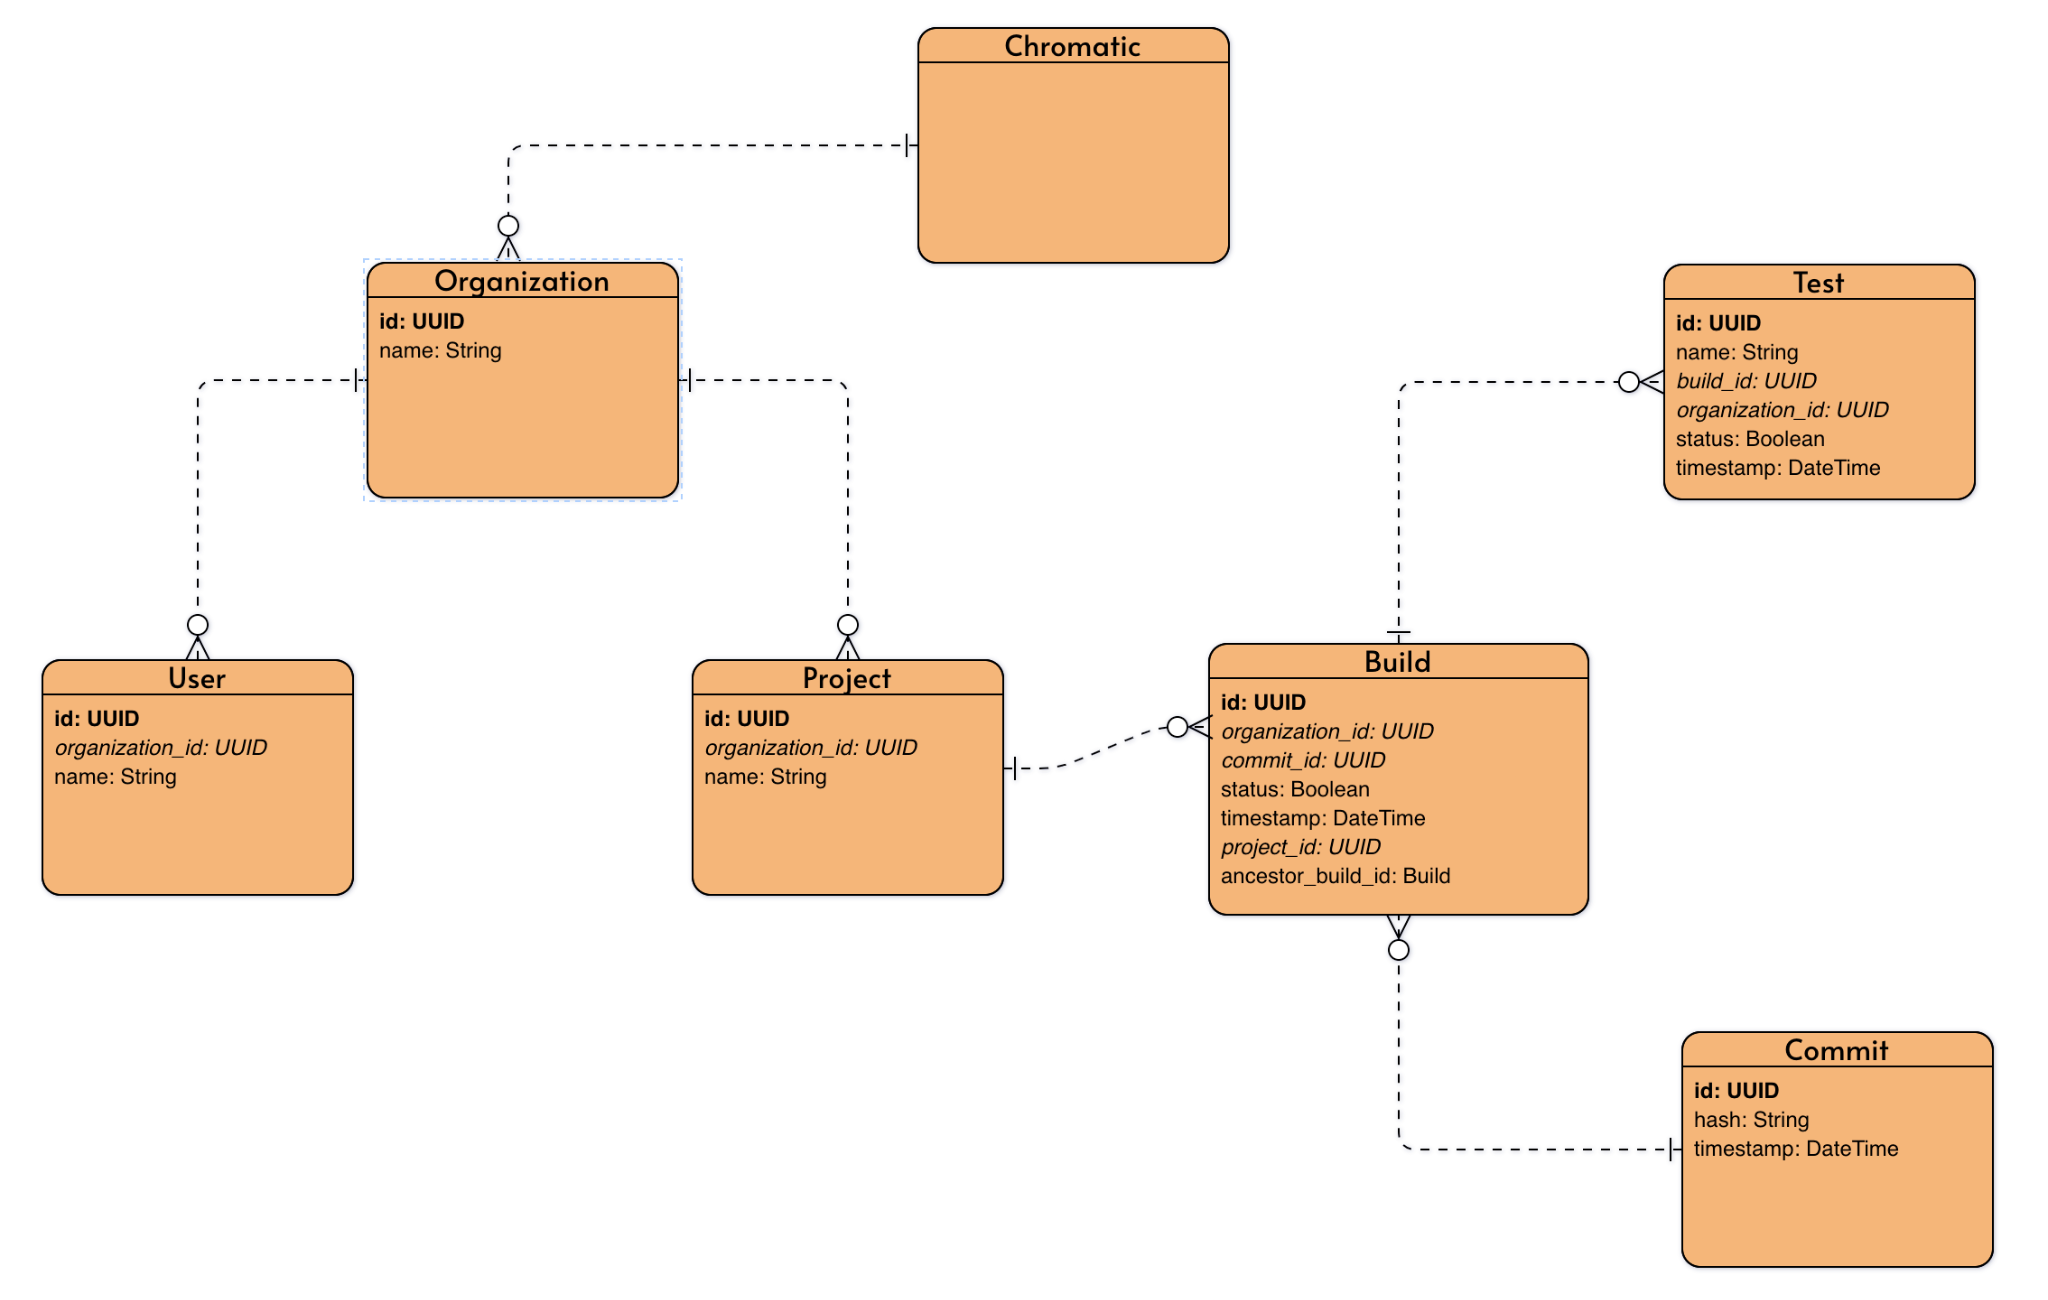 Chromatic
Organization
id: UUID
name: String
Test
id: UUID
name: String
build_id: UUID
organization_id: UUID
status: Boolean
timestamp: DateTime
User
id: UUID
organization_id: UUID
name: String
Project
id: UUID
organization_id: UUID
name: String
Build
id: UUID
organization_id: UUID
commit_id: UUID
status: Boolean
timestamp: DateTime
project_id: UUID
ancestor_build_id: Build
Commit
id: UUID
hash: String
timestamp: DateTime